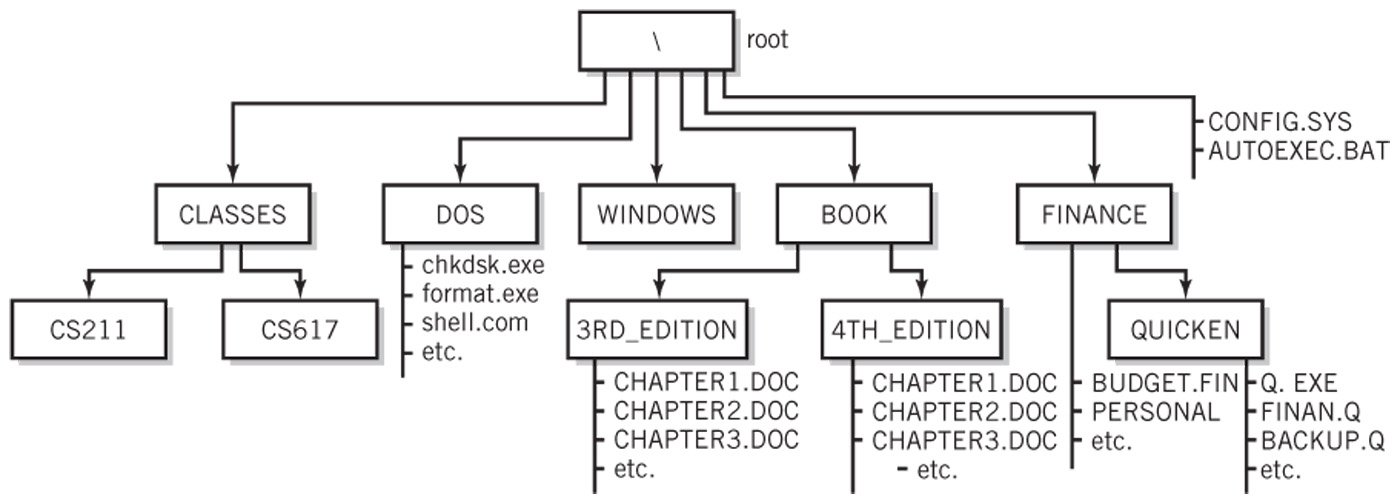 \ root
CONFIG.SYS
AUTOEXEC.BAT
CLASSES
DOS
WINDOWS
BOOK
FINANCE
chkdsk.exe
format.exe
shell.com
etc.
CS211
CS617
3RD_EDITION
4TH_EDITION
QUICKEN
CHAPTER1.DOC
CHAPTER2.DOC
CHAPTER3.DOC
etc.
CHAPTER1.DOC
CHAPTER2.DOC
CHAPTER3.DOC
etc.
BUDGET.FIN
PERSONAL
etc.
Q. EXE
FINAN.Q
BACKUP.Q
etc.